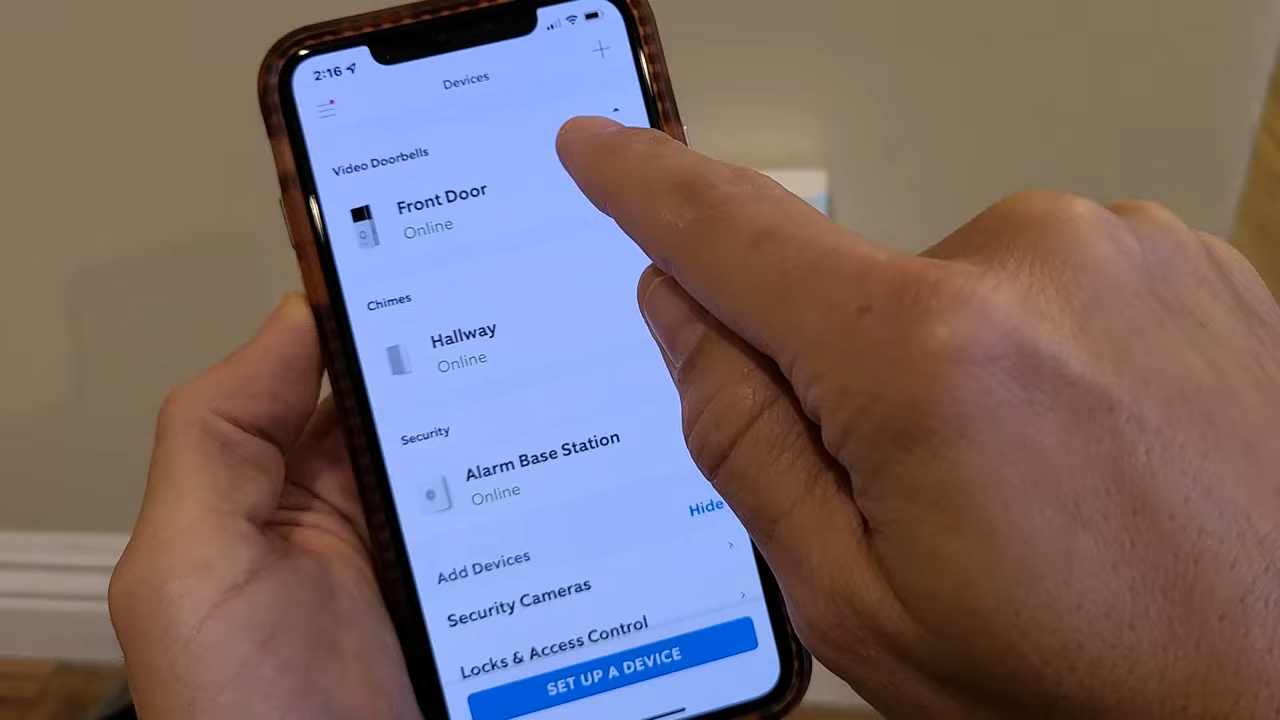 2:16
Devices
Video Doorbells
Front Door
Online
Chimes
Hallway
Online
Security
Alarm Base Station
Online
Hide
Add Devices
Security Cameras
Locks & Access Control
SET UP A DEVICE